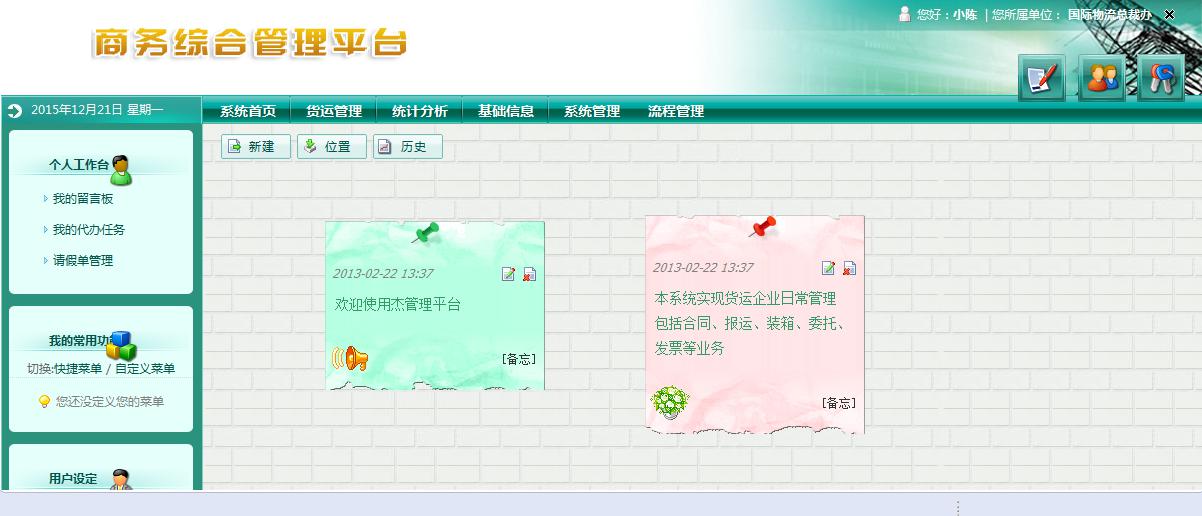 您好：小陈 | 您所属单位： 国际物流总裁办
商务综合管理平台
2015年12月21日 星期一
系统首页 货运管理 统计分析 基础信息 系统管理 流程管理
新建 位置 历史
个人工作台
我的留言板
我的代办任务
请假单管理
我的常用功
切换:快捷菜单 / 自定义菜单
您还没定义您的菜单
用户设定
2013-02-22 13:37
欢迎使用杰管理平台
[备忘]
2013-02-22 13:37
本系统实现货运企业日常管理
包括合同、报运、装箱、委托、
发票等业务
[备忘]